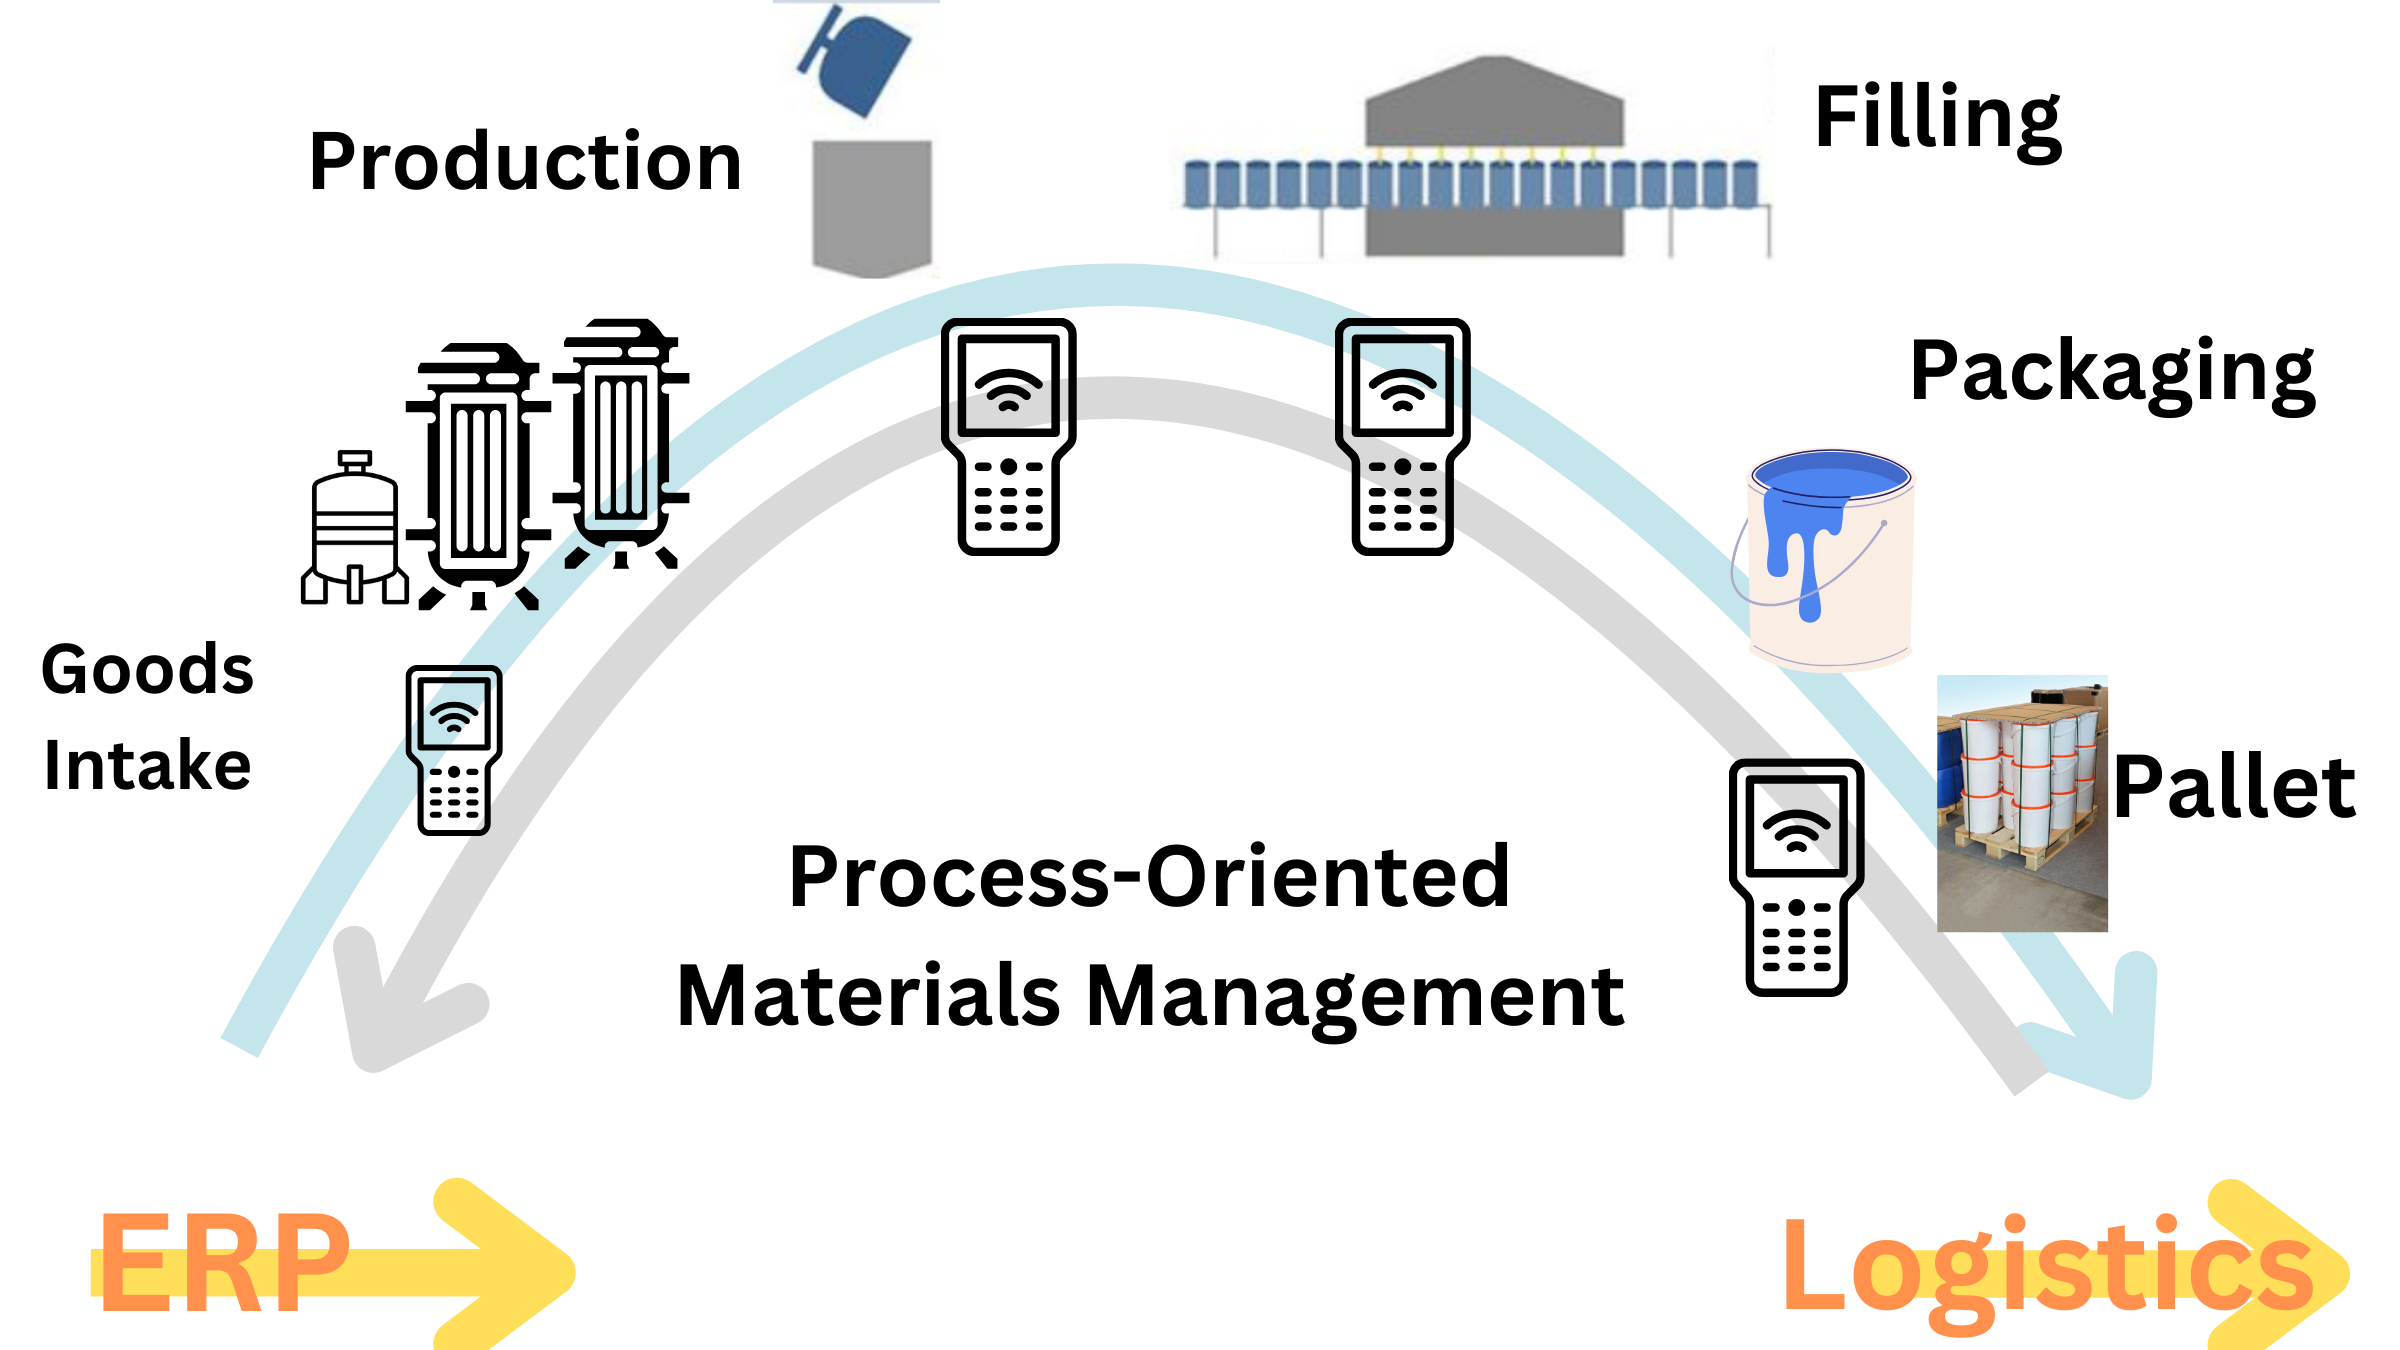 Production
Filling
Packaging
Goods
Intake
Pallet
Process-Oriented
Materials Management
ERP
Logistics